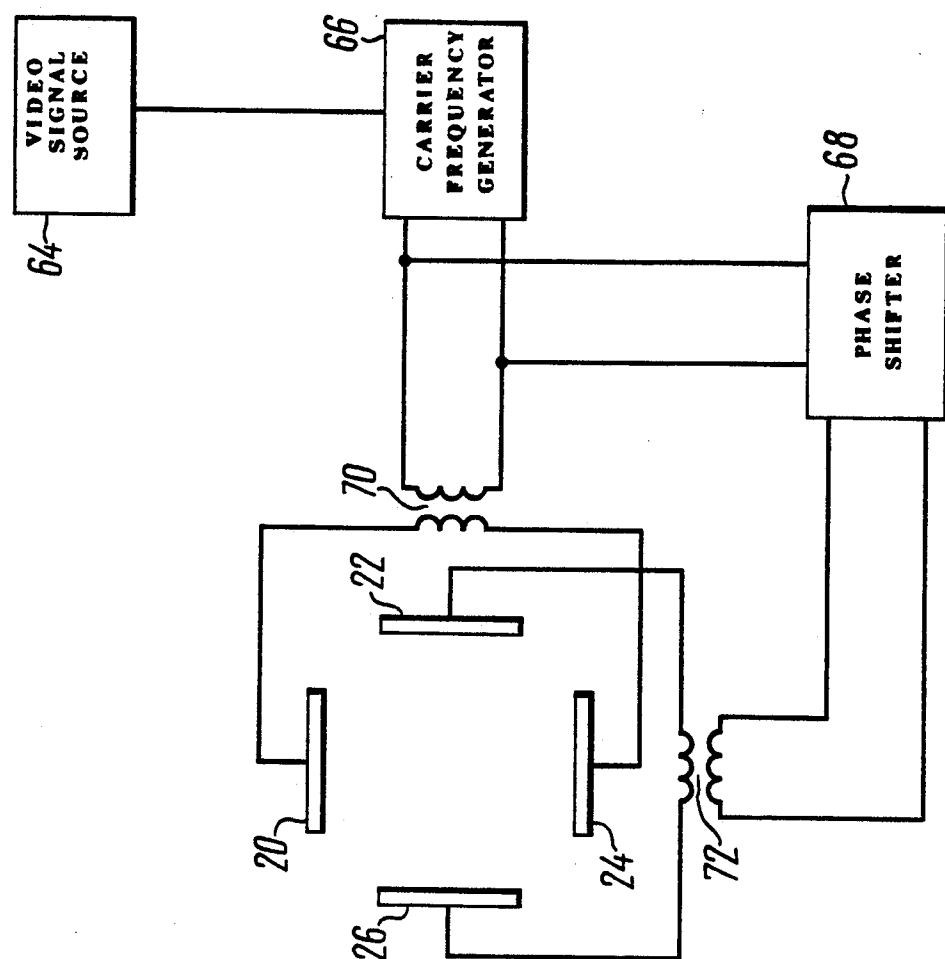 VIDEO
SIGNAL
SOURCE
64
66
CARRIER
FREQUENCY
GENERATOR
68
PHASE
SHIFTER
70
22
20
24
26
72